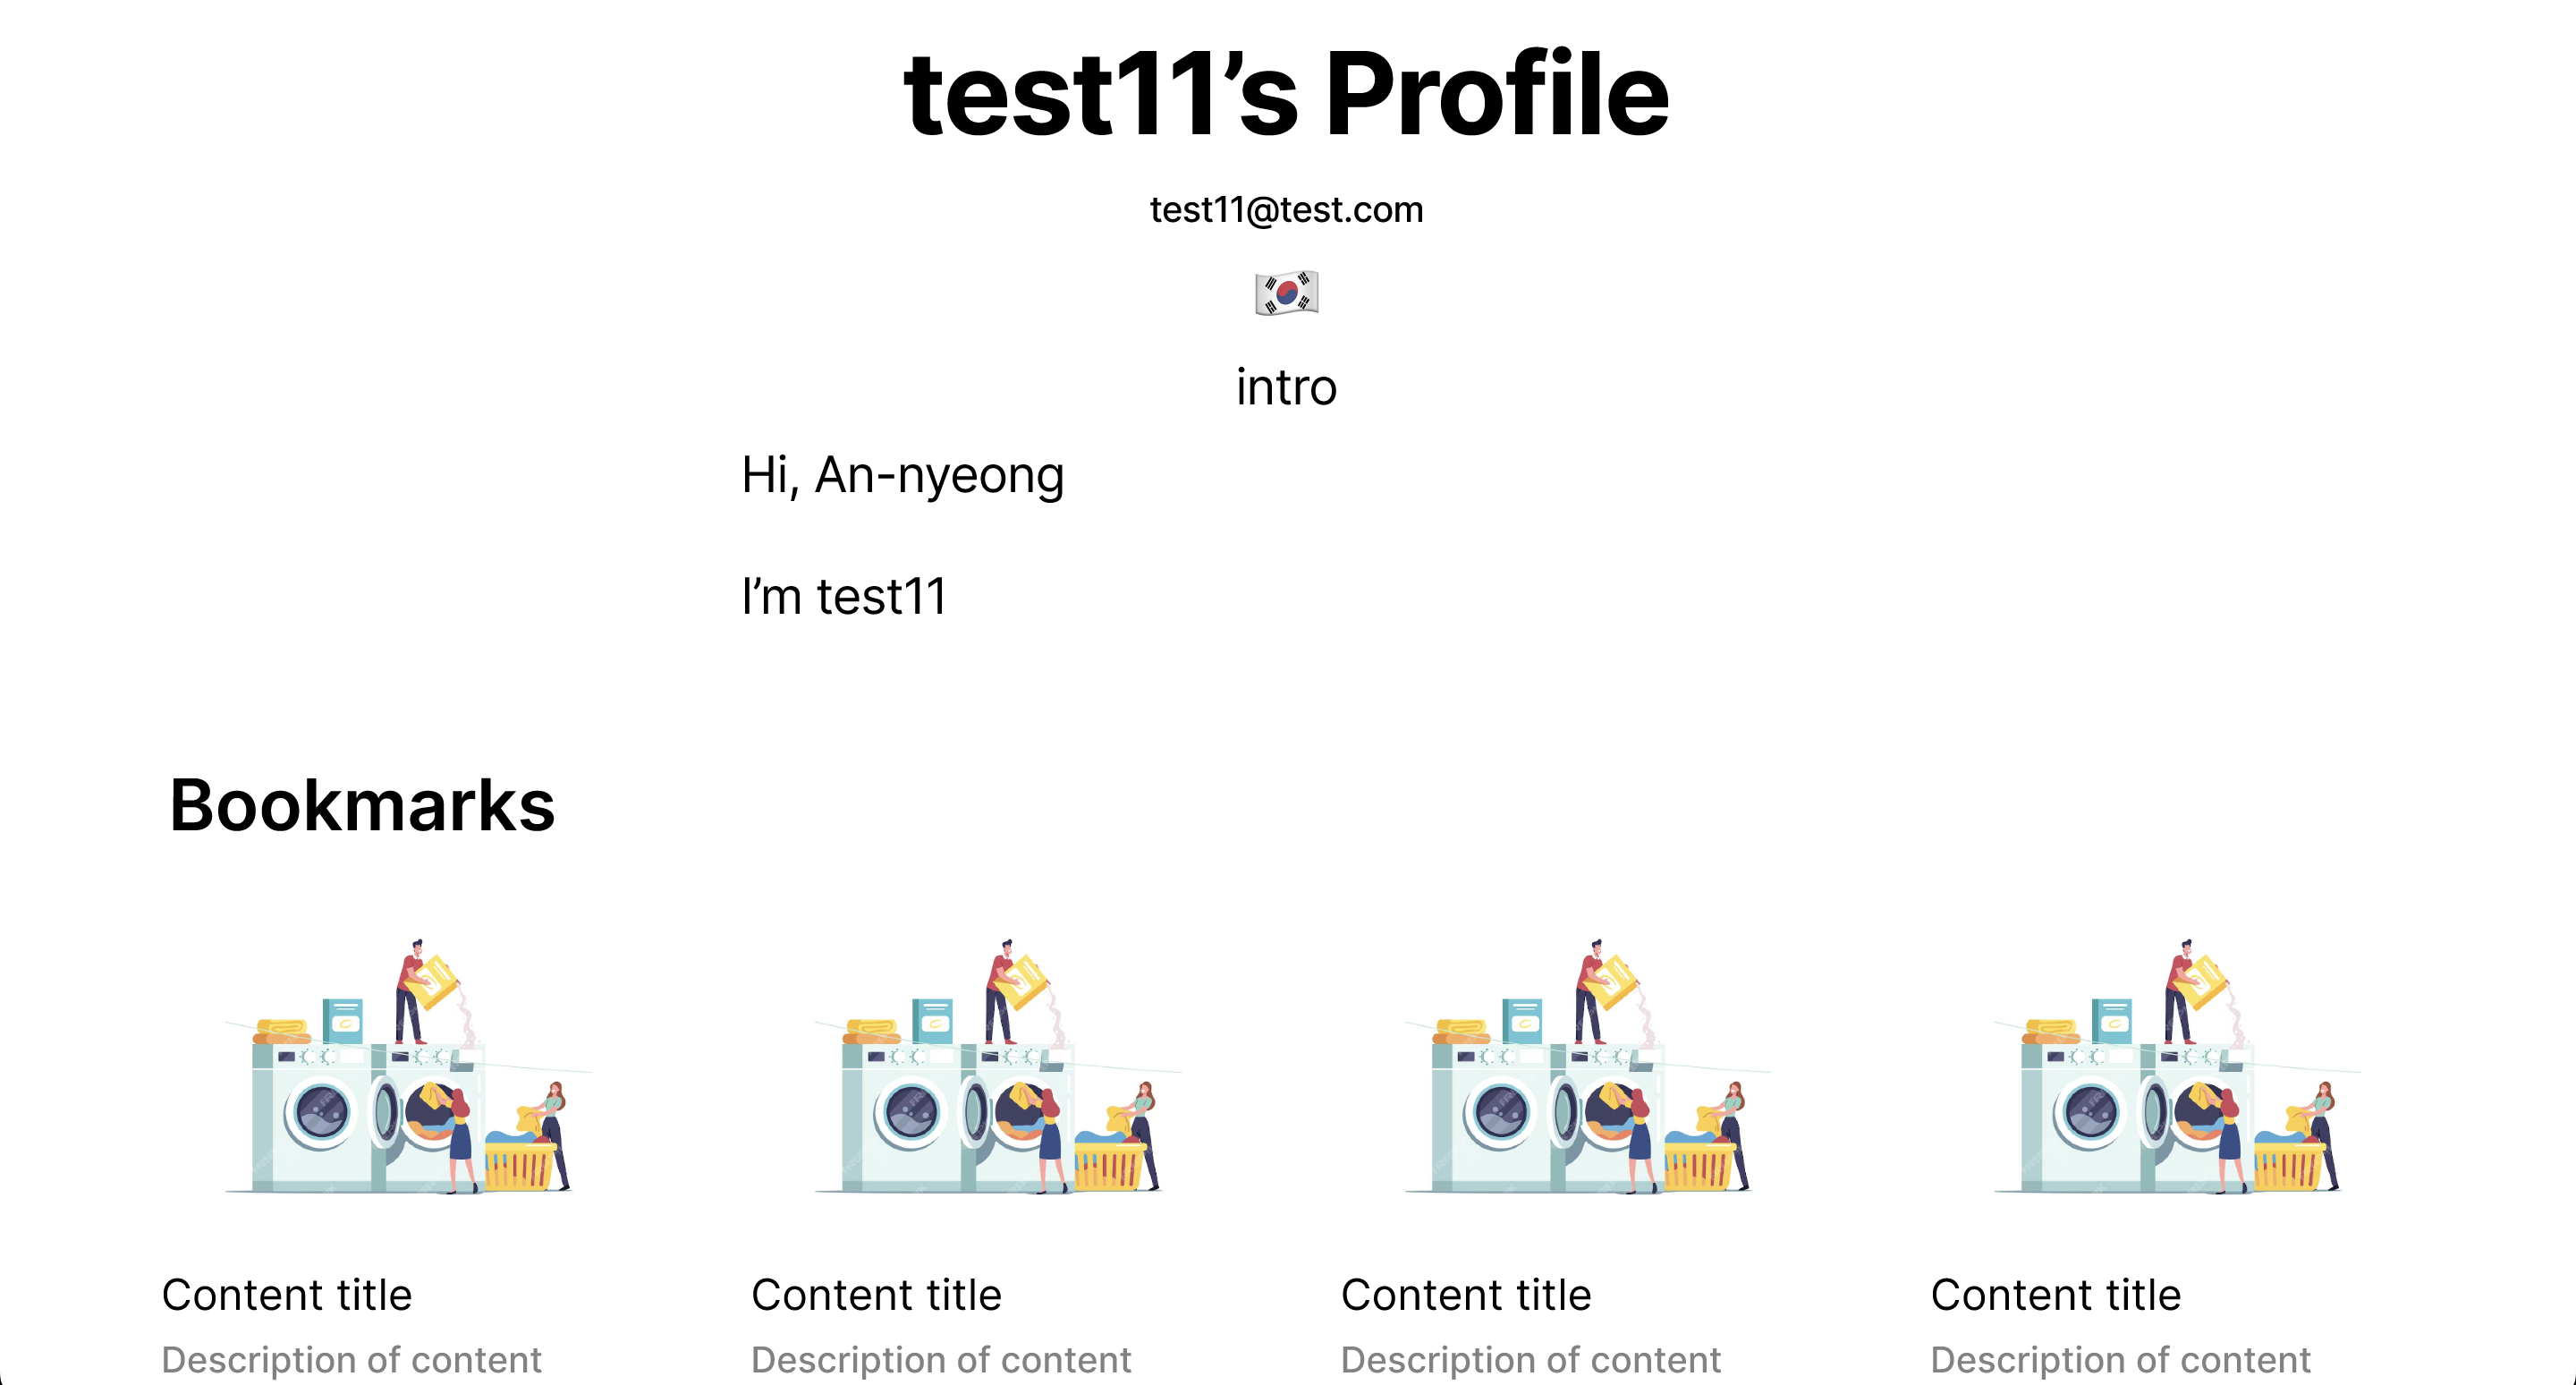 test11’s Profile
test11@test.com
intro
Hi, An-nyeong
I’m test11
Bookmarks
Content title Content title Content title Content title
Description of content Description of content Description of content Description of content